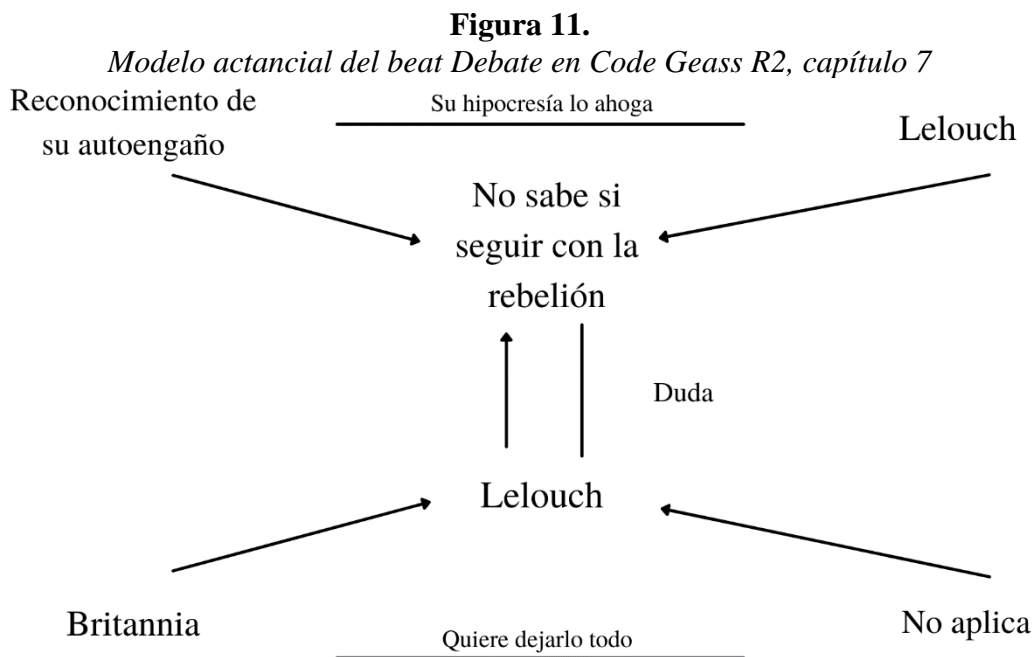 Figura 11.
Modelo actancial del beat Debate en Code Geass R2, capítulo 7
Reconocimiento de
su autoengaño
Su hipocresía lo ahoga
Lelouch
No sabe si
seguir con la
rebelión
Duda
Lelouch
Britannia
Quiere dejarlo todo
No aplica